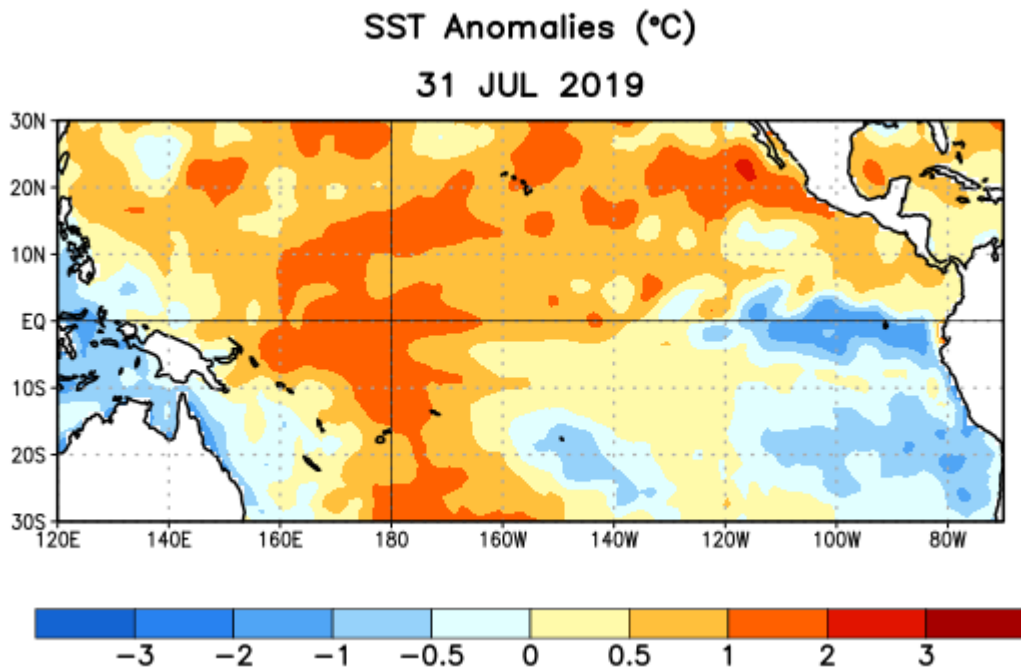 SST Anomalies (°C)
31 JUL 2019
30N
20N
10N
EQ
10S
20S
30S
120E 140E 160E 180 160W 140W 120W 100W 80W
-3 -2 -1 -0.5 0 0.5 1 2 3